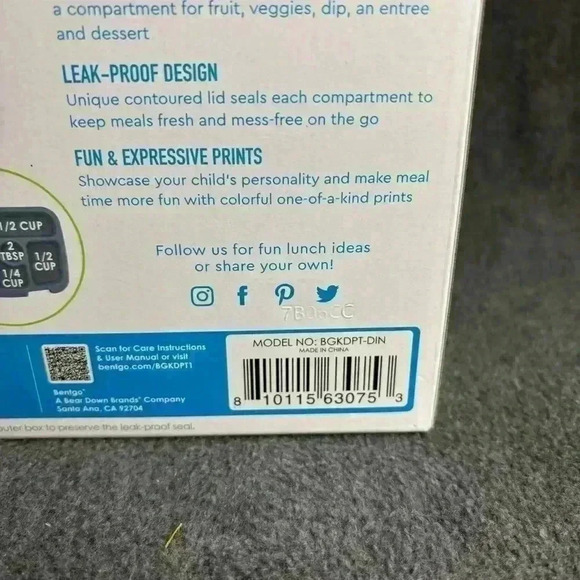 a compartment for fruit, veggies, dip, an entree
and dessert
LEAK-PROOF DESIGN
Unique contoured lid seals each compartment to
keep meals fresh and mess-free on the go
FUN & EXPRESSIVE PRINTS
Showcase your child's personality and make meal
time more fun with colorful one-of-a-kind prints
1/2 CUP
2
TBSP
1/2
CUP
1/4
CUP
Follow us for fun lunch ideas
or share your own!
Scan for Care Instructions
& User Manual or visit
bentgo.com/BGKDPT1
Bentgo®
A Bear Down Brands® Company
Santa Ana, CA 92704
MODEL NO: BGKDPT-DIN
MADE IN CHINA
8 10115 63075 3
outer box to preserve the leak-proof seal.